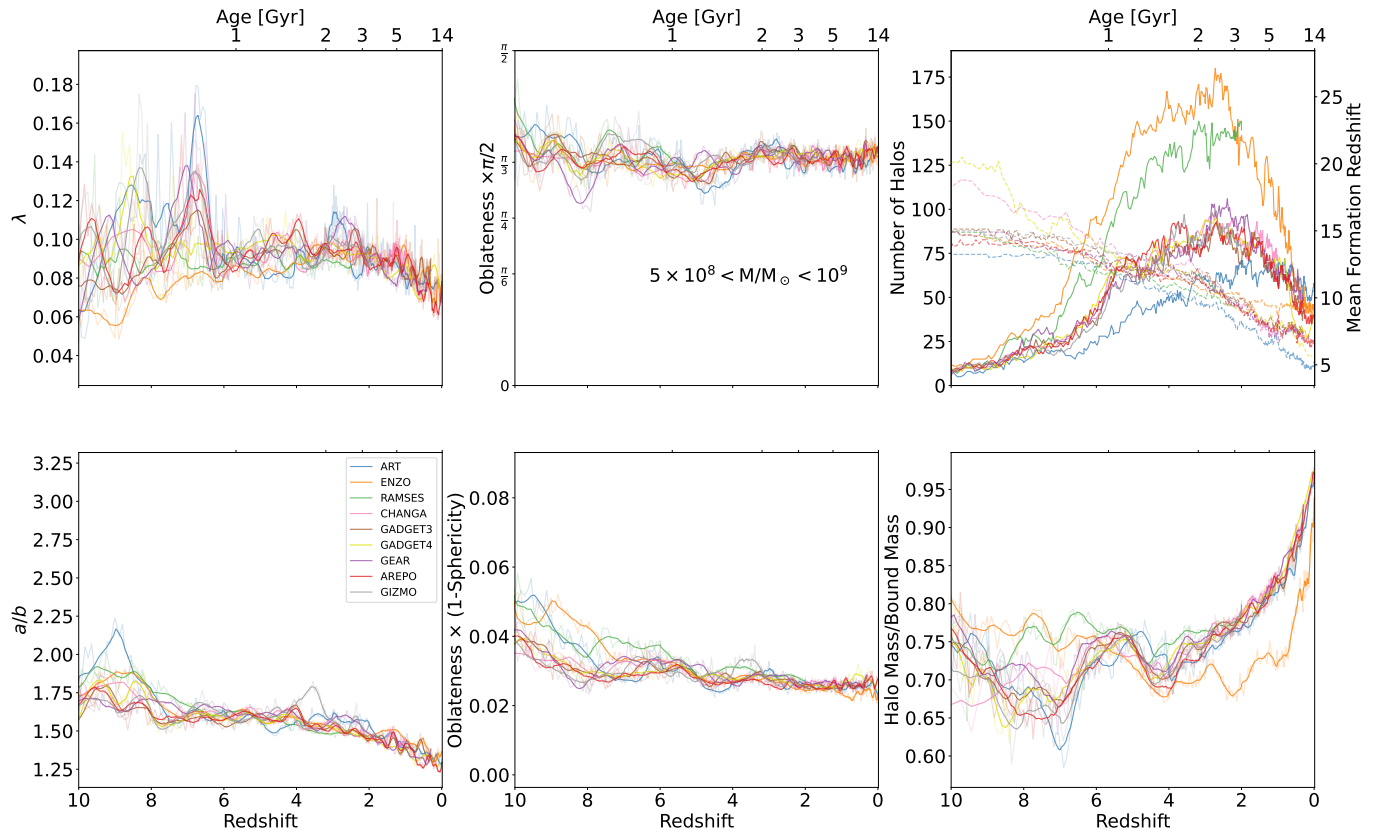 Age [Gyr]
1 2 3 5 14
0.18
0.16
0.14
0.12
0.10
0.08
0.06
0.04
λ
Age [Gyr]
1 2 3 5 14
π/2
π/3
π/4
π/6
0
Oblateness ×π/2
5 × 10⁸ < M/M⊙ < 10⁹
Age [Gyr]
1 2 3 5 14
175
150
125
100
75
50
25
0
Number of Halos
25
20
15
10
5
Mean Formation Redshift
3.25
3.00
2.75
2.50
2.25
2.00
1.75
1.50
1.25
a/b
ART
ENZO
RAMSES
CHANGA
GADGET3
GADGET4
GEAR
AREPO
GIZMO
10 8 6 4 2 0
Redshift
0.08
0.06
0.04
0.02
0.00
Oblateness × (1-Sphericity)
10 8 6 4 2 0
Redshift
0.95
0.90
0.85
0.80
0.75
0.70
0.65
0.60
Halo Mass/Bound Mass
10 8 6 4 2 0
Redshift